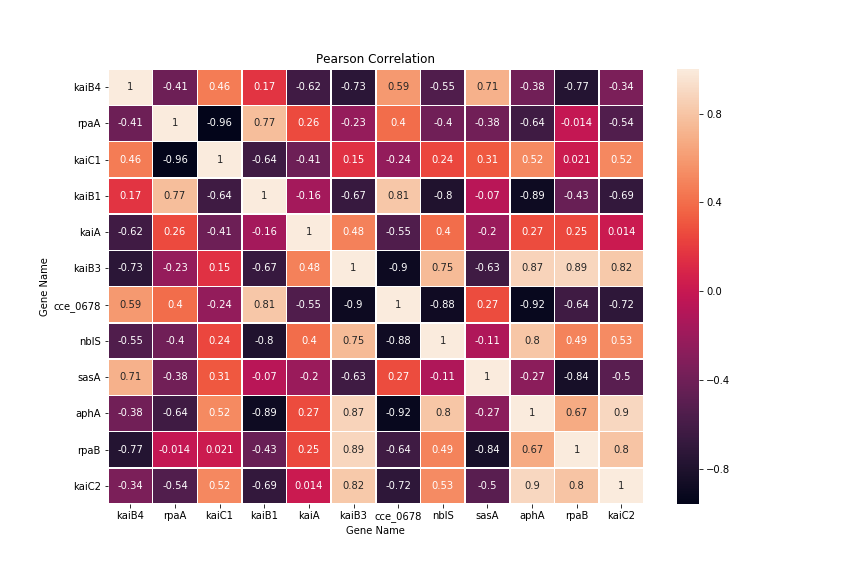 Pearson Correlation
kaiB4 1 -0.41 0.46 0.17 -0.62 -0.73 0.59 -0.55 0.71 -0.38 -0.77 -0.34
rpaA -0.41 1 -0.96 0.77 0.26 -0.23 0.4 -0.4 -0.38 -0.64 -0.014 -0.54
kaiC1 0.46 -0.96 1 -0.64 -0.41 0.15 -0.24 0.24 0.31 0.52 0.021 0.52
kaiB1 0.17 0.77 -0.64 1 -0.16 -0.67 0.81 -0.8 -0.07 -0.89 -0.43 -0.69
kaiA -0.62 0.26 -0.41 -0.16 1 0.48 -0.55 0.4 -0.2 0.27 0.25 0.014
kaiB3 -0.73 -0.23 0.15 -0.67 0.48 1 -0.9 0.75 -0.63 0.87 0.89 0.82
cce_0678 0.59 0.4 -0.24 0.81 -0.55 -0.9 1 -0.88 0.27 -0.92 -0.64 -0.72
nblS -0.55 -0.4 0.24 -0.8 0.4 0.75 -0.88 1 -0.11 0.8 0.49 0.53
sasA 0.71 -0.38 0.31 -0.07 -0.2 -0.63 0.27 -0.11 1 -0.27 -0.84 -0.5
aphA -0.38 -0.64 0.52 -0.89 0.27 0.87 -0.92 0.8 -0.27 1 0.67 0.9
rpaB -0.77 -0.014 0.021 -0.43 0.25 0.89 -0.64 0.49 -0.84 0.67 1 0.8
kaiC2 -0.34 -0.54 0.52 -0.69 0.014 0.82 -0.72 0.53 -0.5 0.9 0.8 1
kaiB4 rpaA kaiC1 kaiB1 kaiA kaiB3 cce_0678 nblS sasA aphA rpaB kaiC2
Gene Name
Gene Name
0.8
0.4
0.0
−0.4
−0.8